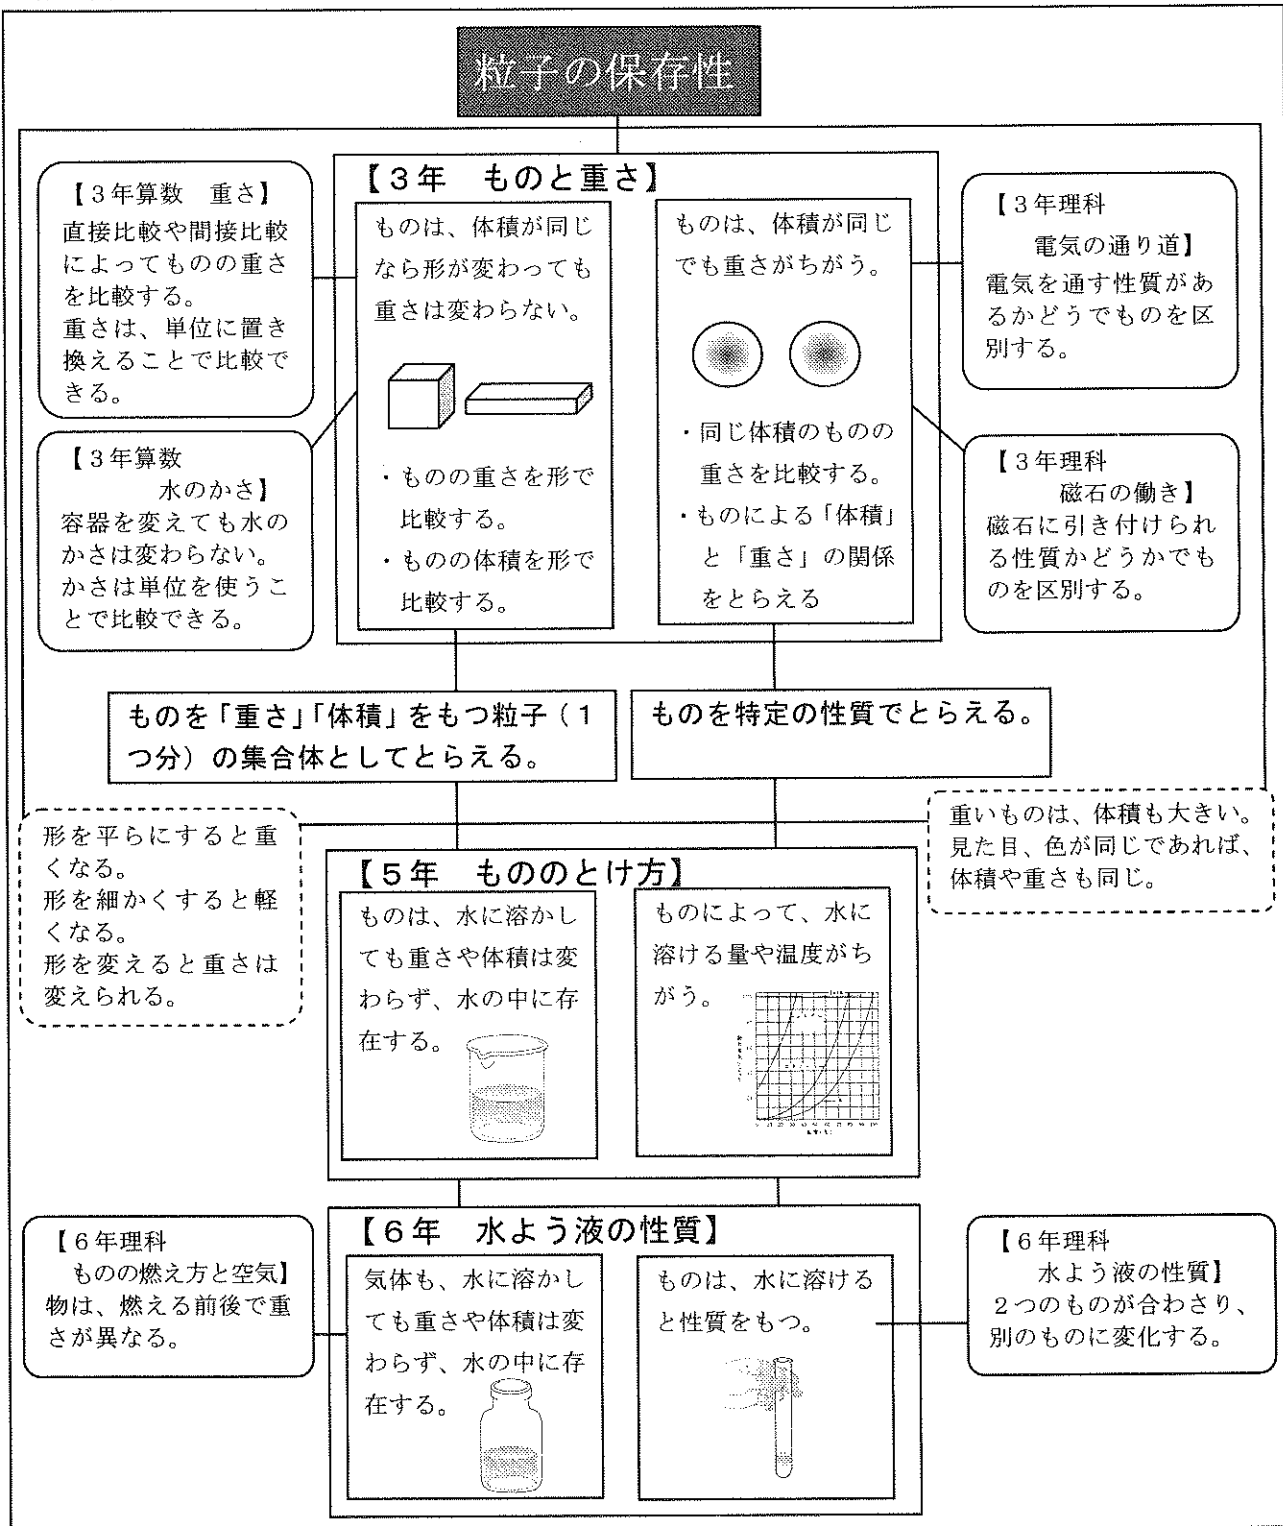 粒子の保存性
【3年　ものと重さ】
【3年算数　重さ】
直接比較や間接比較
によってものの重さ
を比較する。
重さは、単位に置き
換えることで比較で
きる。
【3年算数
水のかさ】
容器を変えても水の
かさは変わらない。
かさは単位を使うこ
とで比較できる。
ものは、体積が同じ
なら形が変わっても
重さは変わらない。
・ものの重さを形で
比較する。
・ものの体積を形で
比較する。
ものは、体積が同じ
でも重さがちがう。
・同じ体積のものの
重さを比較する。
・ものによる「体積」
と「重さ」の関係
をとらえる
【3年理科
電気の通り道】
電気を通す性質があ
るかどうでものを区
別する。
【3年理科
磁石の働き】
磁石に引き付けられ
る性質かどうかでも
のを区別する。
ものを「重さ」「体積」をもつ粒子（1
つ分）の集合体としてとらえる。
ものを特定の性質でとらえる。
形を平らにすると重
くなる。
形を細かくすると軽
くなる。
形を変えると重さは
変えられる。
重いものは、体積も大きい。
見た目、色が同じであれば、
体積や重さも同じ。
【5年　もののとけ方】
ものは、水に溶かし
ても重さや体積は変
わらず、水の中に存
在する。
ものによって、水に
溶ける量や温度がち
がう。
【6年　水よう液の性質】
【6年理科
ものの燃え方と空気】
物は、燃える前後で重
さが異なる。
気体も、水に溶かし
ても重さや体積は変
わらず、水の中に存
在する。
ものは、水に溶ける
と性質をもつ。
【6年理科
水よう液の性質】
2つのものが合わさり、
別のものに変化する。